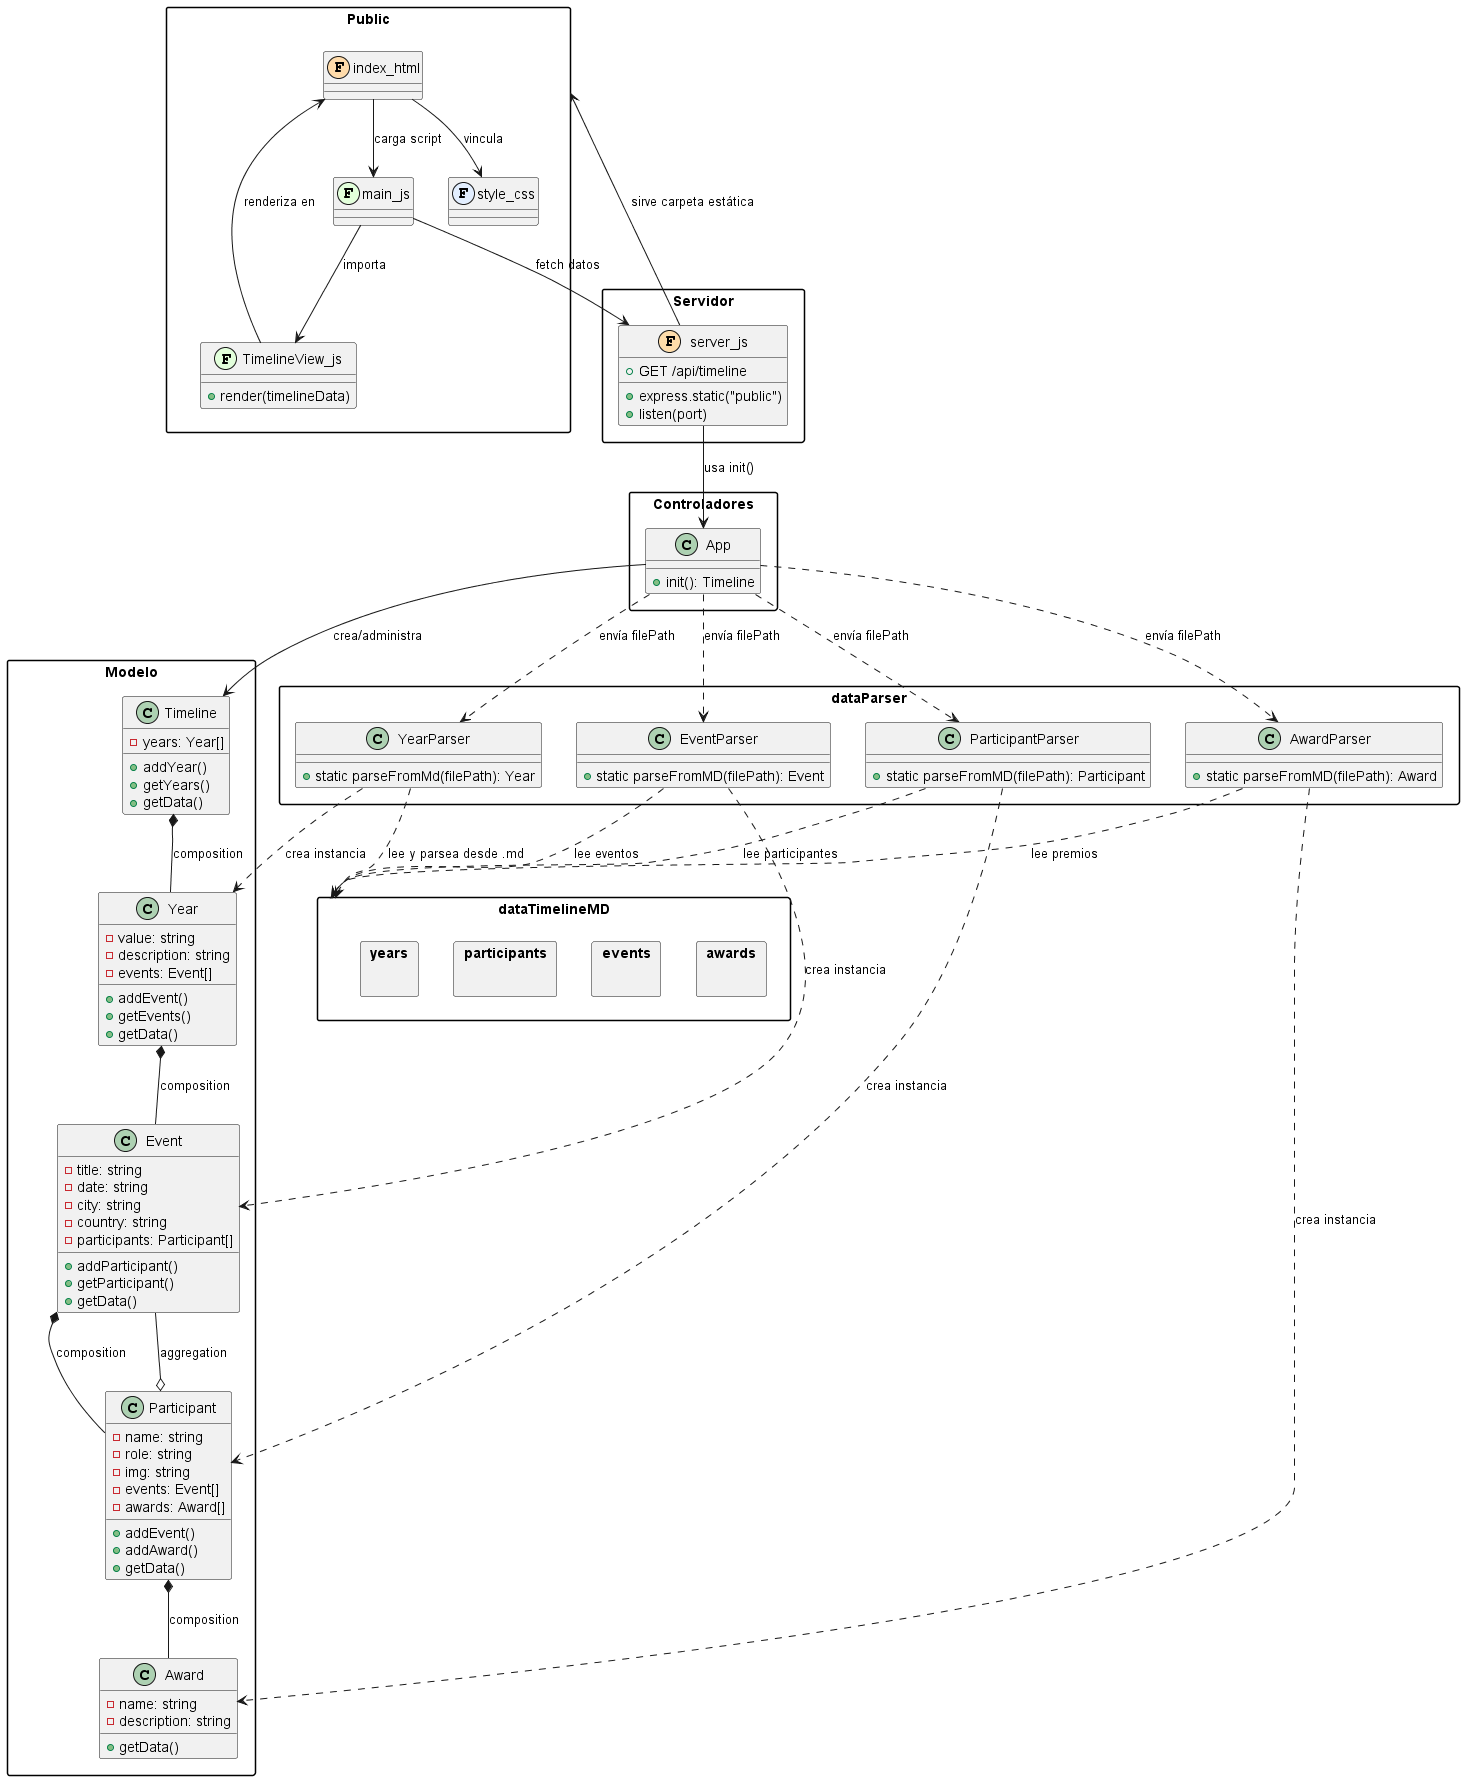 Public
F index_html
carga script
vincula
F main_js
F style_css
renderiza en
sirve carpeta estática
importa
fetch datos
Servidor
F server_js
GET /api/timeline
express.static("public")
listen(port)
F TimelineView_js
render(timelineData)
usa init()
Controladores
C App
init(): Timeline
crea/administra
envía filePath
envía filePath
envía filePath
envía filePath
Modelo
C Timeline
years: Year[]
addYear()
getYears()
getData()
dataParser
C YearParser
static parseFromMd(filePath): Year
C EventParser
static parseFromMD(filePath): Event
C ParticipantParser
static parseFromMD(filePath): Participant
C AwardParser
static parseFromMD(filePath): Award
composition
crea instancia
lee y parsea desde .md
lee eventos
lee participantes
lee premios
C Year
value: string
description: string
events: Event[]
addEvent()
getEvents()
getData()
dataTimelineMD
years
participants
events
awards
crea instancia
composition
crea instancia
C Event
title: string
date: string
city: string
country: string
participants: Participant[]
addParticipant()
getParticipant()
getData()
crea instancia
composition
aggregation
C Participant
name: string
role: string
img: string
events: Event[]
awards: Award[]
addEvent()
addAward()
getData()
composition
C Award
name: string
description: string
getData()